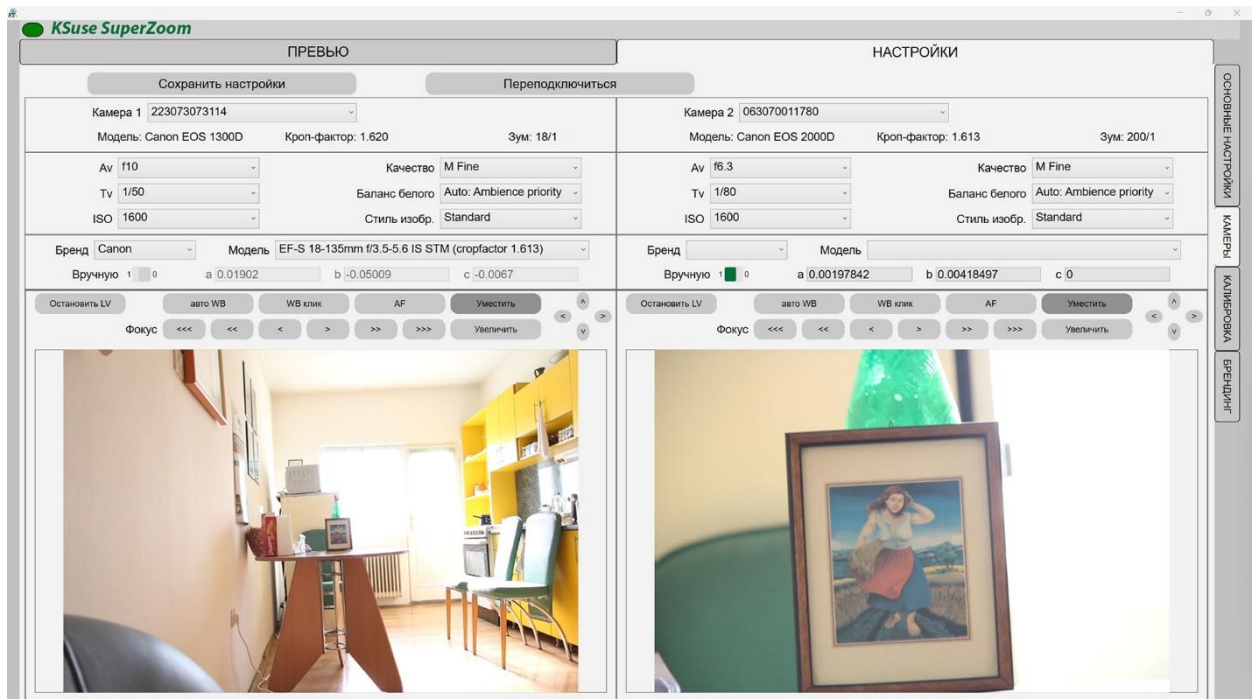 KSuse SuperZoom
ПРЕВЬЮ
НАСТРОЙКИ
Сохранить настройки
Переподключиться
Камера 1 223073073114
Модель: Canon EOS 1300D Кроп-фактор: 1.620 Зум: 18/1
Av f10 Качество M Fine
Tv 1/50 Баланс белого Auto: Ambience priority
ISO 1600 Стиль изобр. Standard
Бренд Canon Модель EF-S 18-135mm f/3.5-5.6 IS STM (cropfactor 1.613)
Вручную 1 0 a 0.01902 b -0.05009 c -0.0067
Остановить LV авто WB WB клик AF Уместить ^
< >
Фокус <<< << < > >> >>> Увеличить v
Камера 2 063070011780
Модель: Canon EOS 2000D Кроп-фактор: 1.613 Зум: 200/1
Av f6.3 Качество M Fine
Tv 1/80 Баланс белого Auto: Ambience priority
ISO 1600 Стиль изобр. Standard
Бренд Модель
Вручную 1 0 a 0.00197842 b 0.00418497 c 0
Остановить LV авто WB WB клик AF Уместить ^
< >
Фокус <<< << < > >> >>> Увеличить v
ОСНОВНЫЕ НАСТРОЙКИ
КАМЕРЫ
КАЛИБРОВКА
БРЕНДИНГ